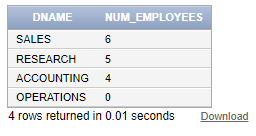 DNAME NUM_EMPLOYEES
SALES 6
RESEARCH 5
ACCOUNTING 4
OPERATIONS 0
4 rows returned in 0.01 seconds Download